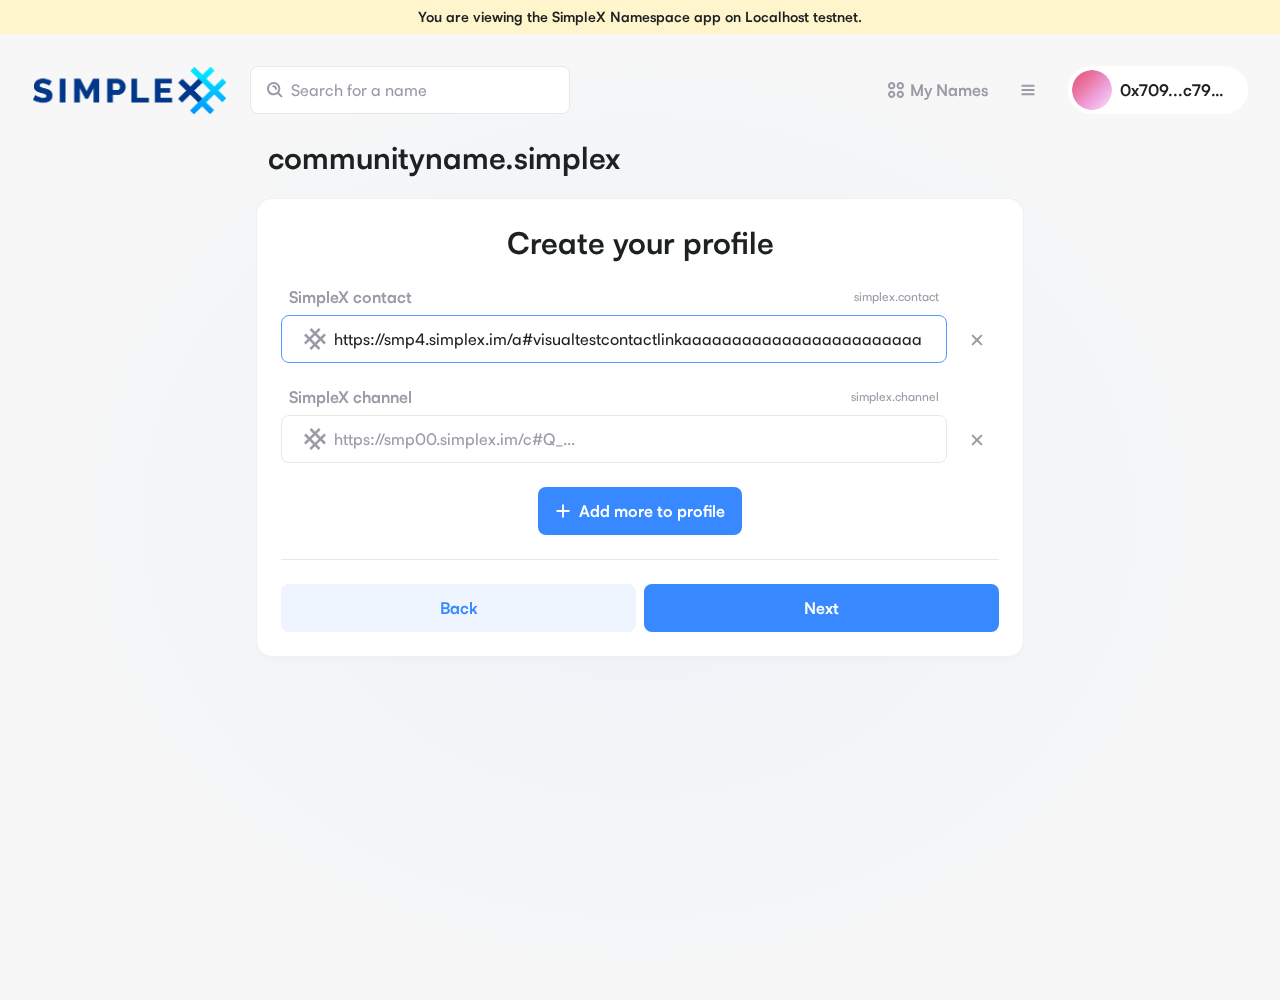 You are viewing the SimpleX Namespace app on Localhost testnet.
SIMPLEX
Search for a name
My Names
0x709...c79...
communityname.simplex
Create your profile
SimpleX contact
simplex.contact
https://smp4.simplex.im/a#visualtestcontactlinkaaaaaaaaaaaaaaaaaaaaaaaa
SimpleX channel
simplex.channel
https://smp00.simplex.im/c#Q_...
Add more to profile
Back
Next